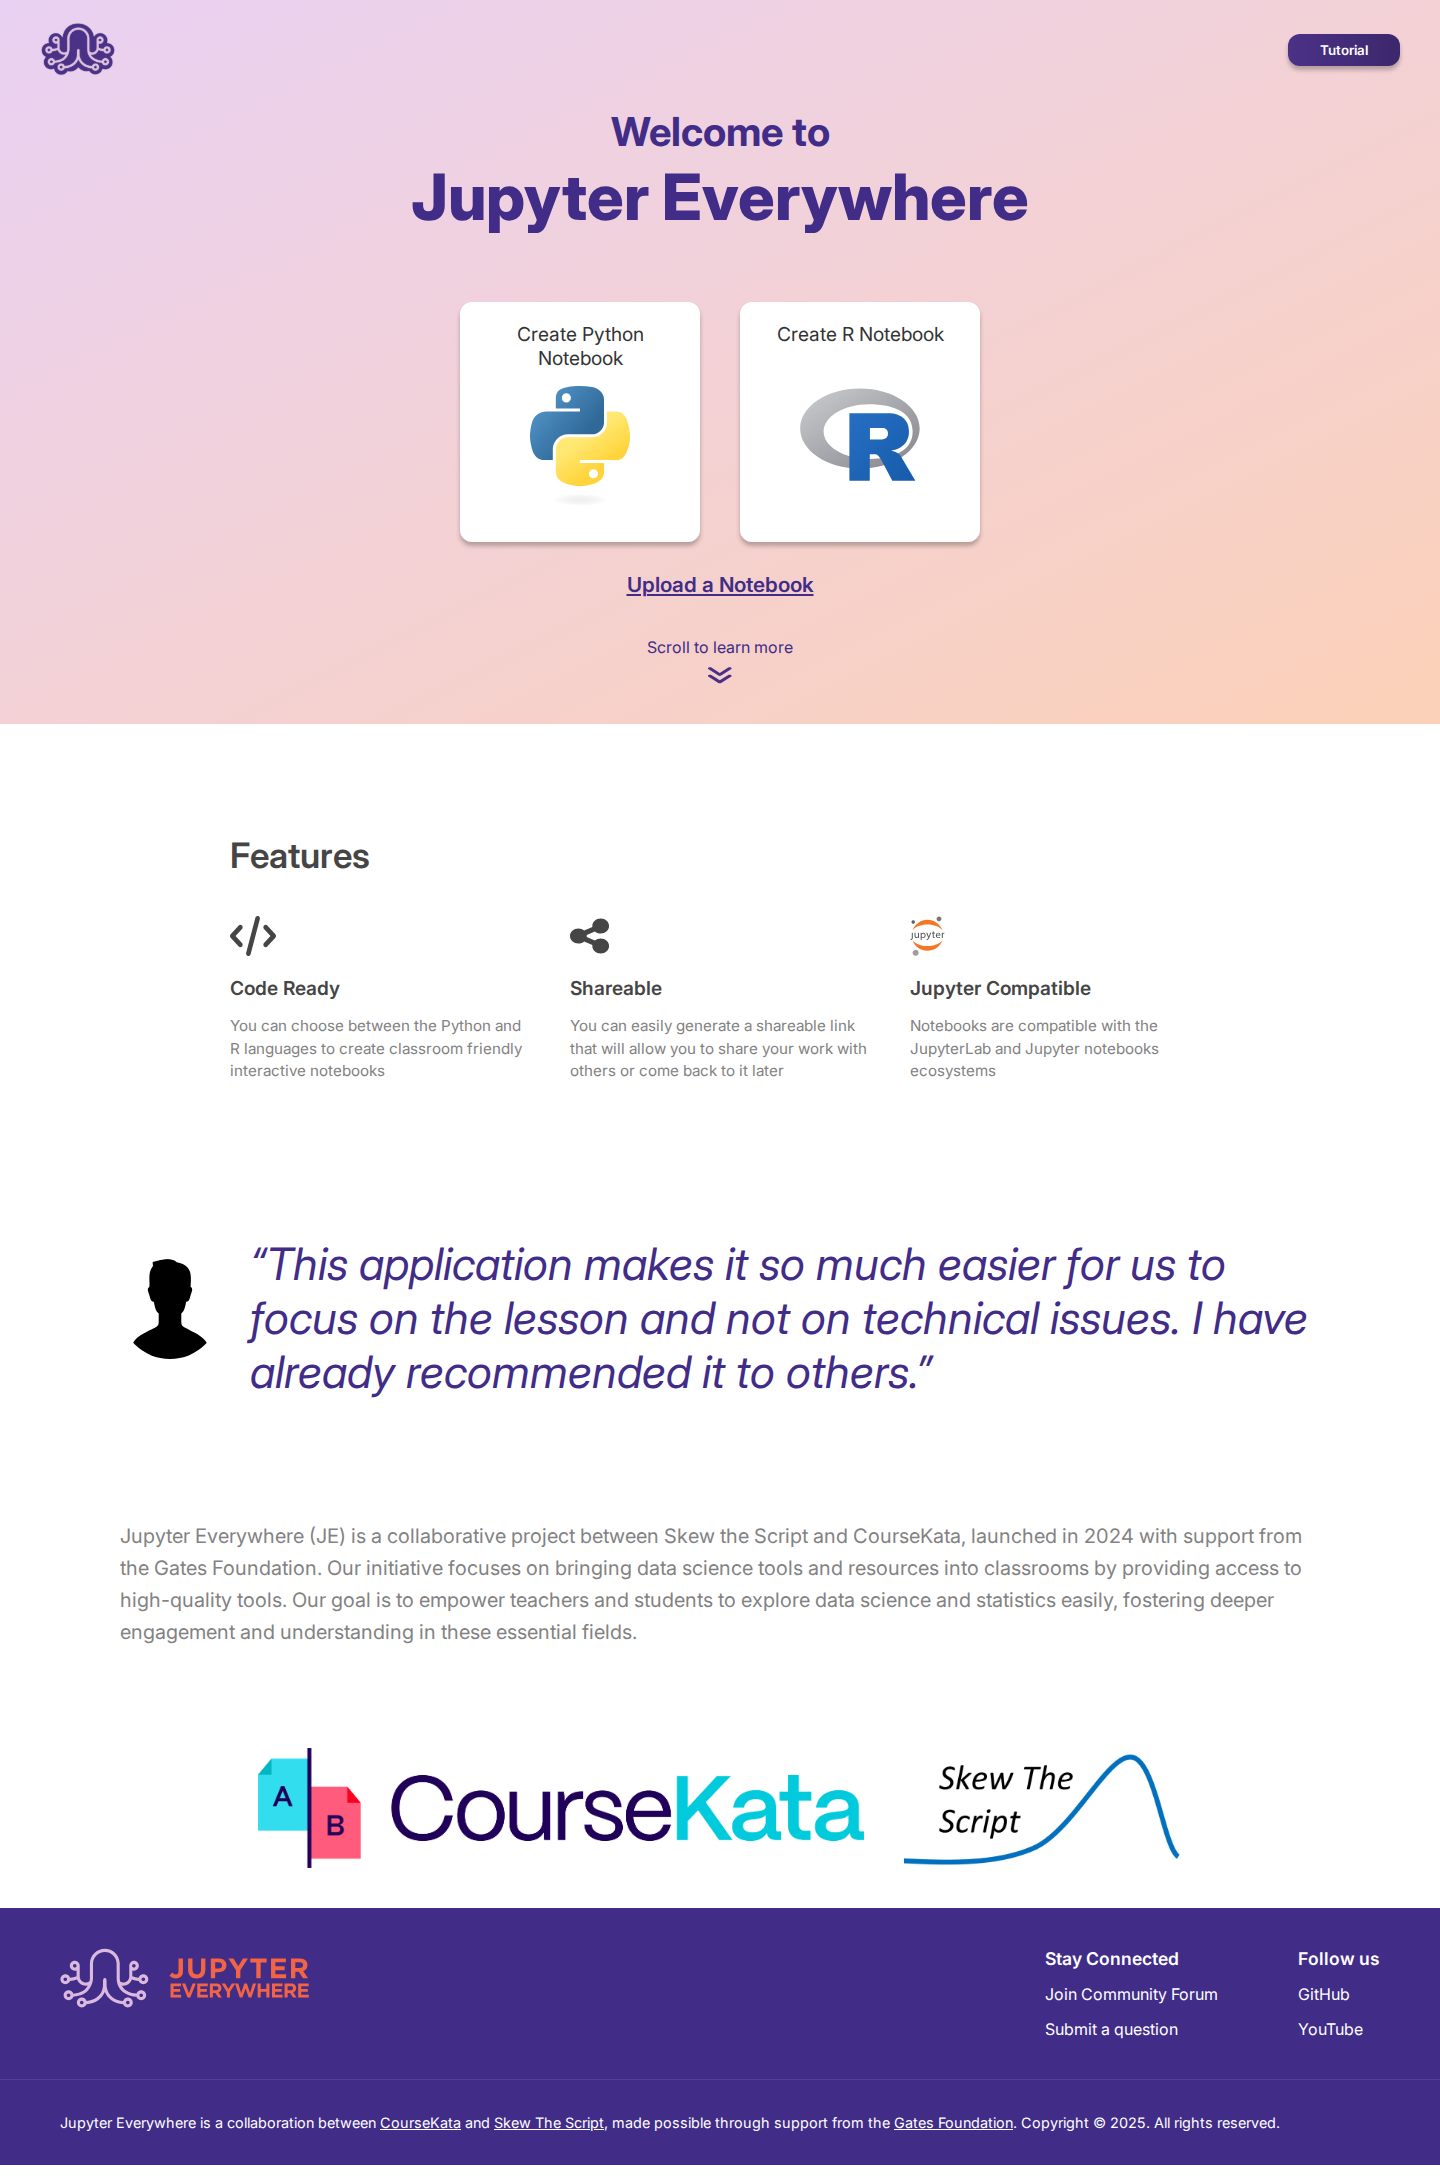 Tutorial
Welcome to
Jupyter Everywhere
Create Python
Notebook
Create R Notebook
R
Upload a Notebook
Scroll to learn more
Features
jupyter
Code Ready
You can choose between the Python and
R languages to create classroom friendly
interactive notebooks
Shareable
You can easily generate a shareable link
that will allow you to share your work with
others or come back to it later
Jupyter Compatible
Notebooks are compatible with the
JupyterLab and Jupyter notebooks
ecosystems
“This application makes it so much easier for us to
focus on the lesson and not on technical issues. I have
already recommended it to others.”
Jupyter Everywhere (JE) is a collaborative project between Skew the Script and CourseKata, launched in 2024 with support from
the Gates Foundation. Our initiative focuses on bringing data science tools and resources into classrooms by providing access to
high-quality tools. Our goal is to empower teachers and students to explore data science and statistics easily, fostering deeper
engagement and understanding in these essential fields.
A
B
CourseKata
Skew The
Script
JUPYTER
EVERYWHERE
Stay Connected
Join Community Forum
Submit a question
Follow us
GitHub
YouTube
Jupyter Everywhere is a collaboration between CourseKata and Skew The Script, made possible through support from the Gates Foundation. Copyright © 2025. All rights reserved.